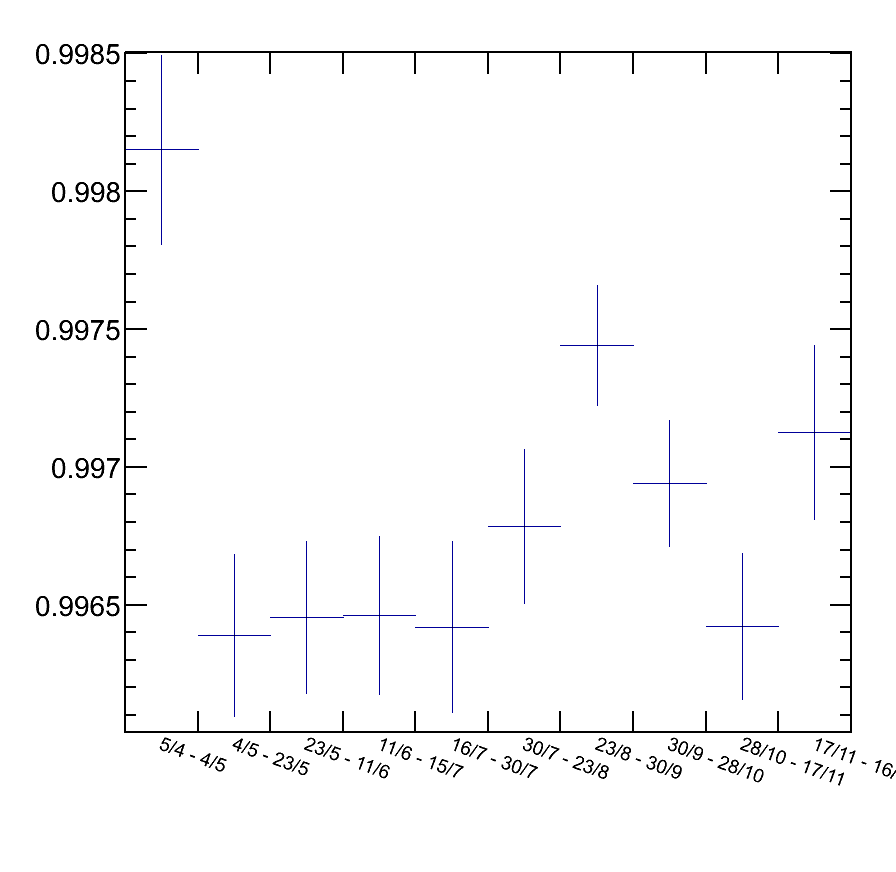 0.9985
0.998
0.9975
0.997
0.9965
5/4 - 4/5
4/5 - 23/5
23/5 - 11/6
11/6 - 15/7
16/7 - 30/7
30/7 - 23/8
23/8 - 30/9
30/9 - 28/10
28/10 - 17/11
17/11 - 16/